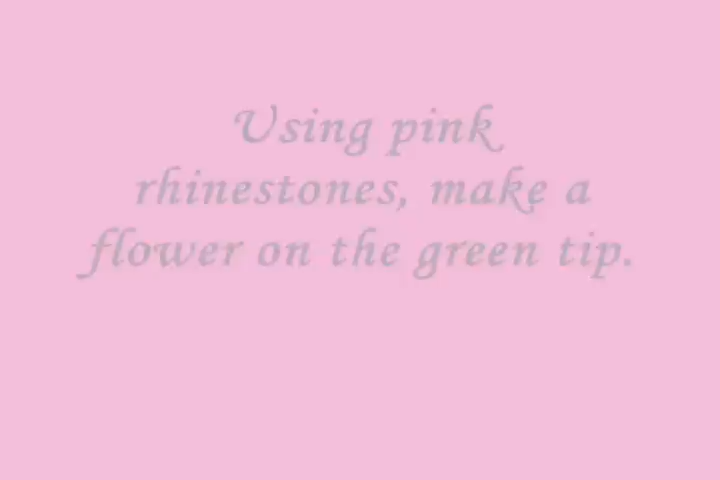 Using pink
rhinestones, make a
flower on the green tip.